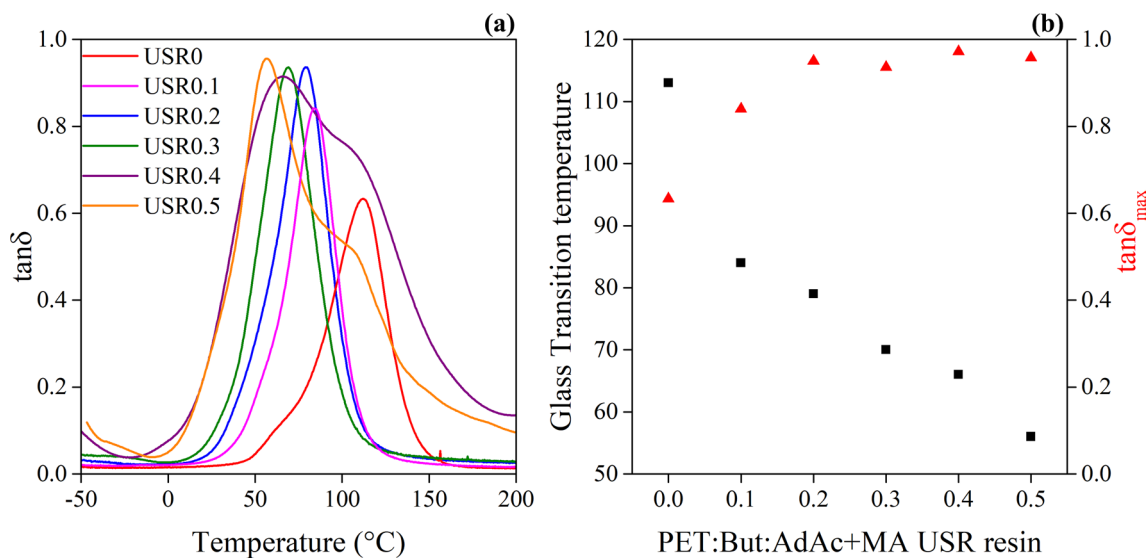 (a)
1.0
0.8
0.6
0.4
0.2
0.0
tanδ
USR0
USR0.1
USR0.2
USR0.3
USR0.4
USR0.5
-50 0 50 100 150 200
Temperature (°C)
(b)
120
115
110
100
90
80
70
60
50
Glass Transition temperature
1.0
0.8
0.6
0.4
0.2
0.0
tanδmax
0.0 0.1 0.2 0.3 0.4 0.5
PET:But:AdAc+MA USR resin